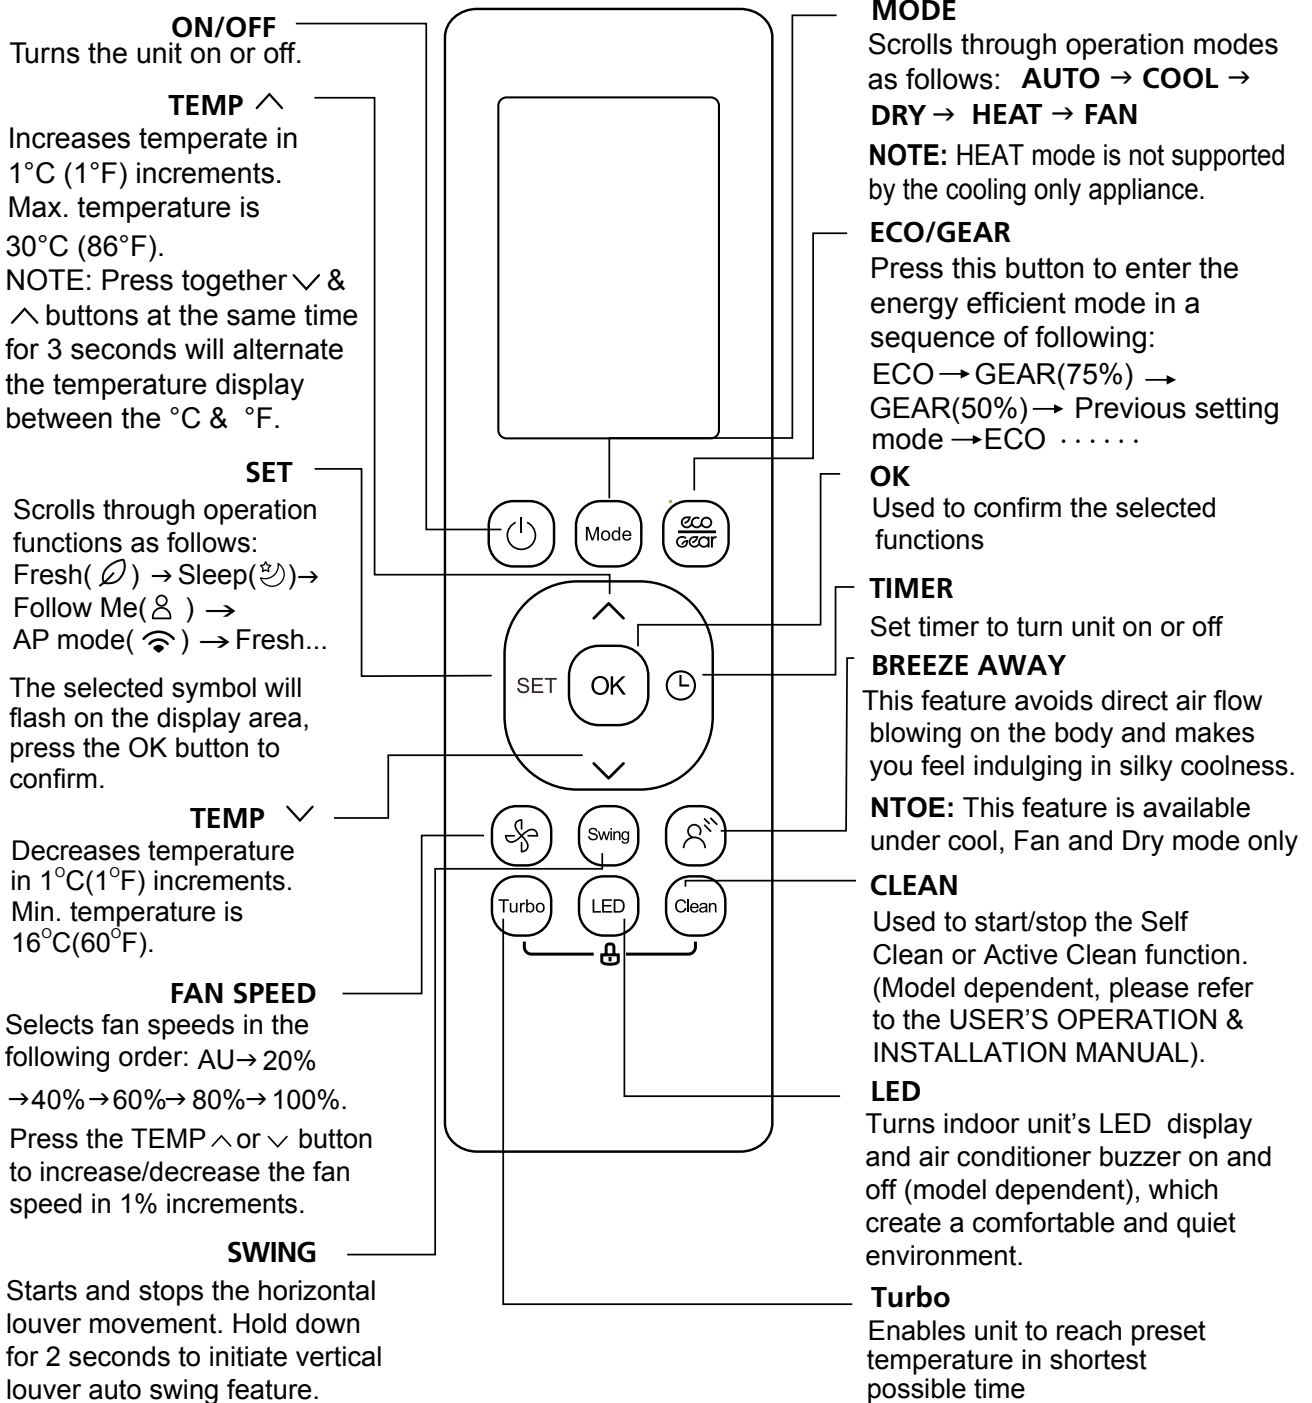 ON/OFF
Turns the unit on or off.
TEMP ∧
Increases temperate in
1°C (1°F) increments.
Max. temperature is
30°C (86°F).
NOTE: Press together ∨ &
∧ buttons at the same time
for 3 seconds will alternate
the temperature display
between the °C & °F.
SET
Scrolls through operation
functions as follows:
Fresh( ) → Sleep( ) →
Follow Me( ) →
AP mode( ) → Fresh...
The selected symbol will
flash on the display area,
press the OK button to
confirm.
TEMP ∨
Decreases temperature
in 1°C(1°F) increments.
Min. temperature is
16°C(60°F).
FAN SPEED
Selects fan speeds in the
following order: AU→ 20%
→40%→60%→ 80%→ 100%.
Press the TEMP ∧ or ∨ button
to increase/decrease the fan
speed in 1% increments.
SWING
Starts and stops the horizontal
louver movement. Hold down
for 2 seconds to initiate vertical
louver auto swing feature.
Mode
eco
Gear
SET
OK
Swing
Turbo
LED
Clean
MODE
Scrolls through operation modes
as follows: AUTO → COOL →
DRY → HEAT → FAN
NOTE: HEAT mode is not supported
by the cooling only appliance.
ECO/GEAR
Press this button to enter the
energy efficient mode in a
sequence of following:
ECO → GEAR(75%) →
GEAR(50%) → Previous setting
mode → ECO ······
OK
Used to confirm the selected
functions
TIMER
Set timer to turn unit on or off
BREEZE AWAY
This feature avoids direct air flow
blowing on the body and makes
you feel indulging in silky coolness.
NTOE: This feature is available
under cool, Fan and Dry mode only
CLEAN
Used to start/stop the Self
Clean or Active Clean function.
(Model dependent, please refer
to the USER'S OPERATION &
INSTALLATION MANUAL).
LED
Turns indoor unit's LED display
and air conditioner buzzer on and
off (model dependent), which
create a comfortable and quiet
environment.
Turbo
Enables unit to reach preset
temperature in shortest
possible time